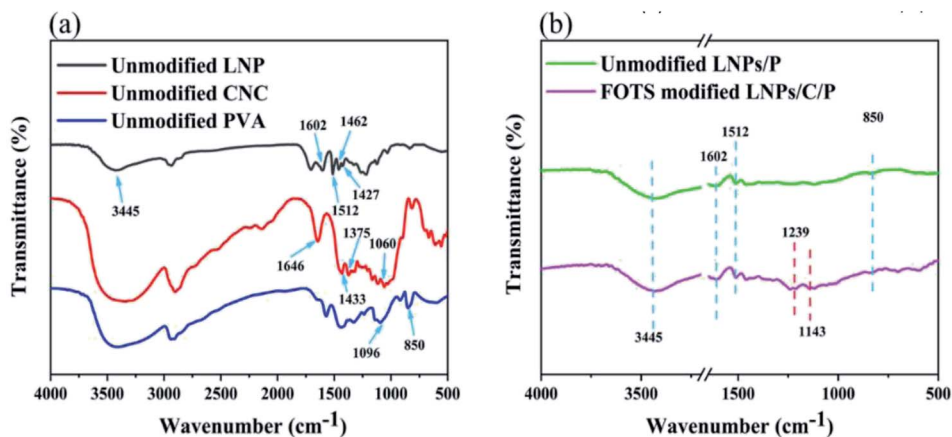 (a)
Unmodified LNP
Unmodified CNC
Unmodified PVA
Transmittance (%)
3445
1602
1462
1512
1427
1646
1375
1060
1433
1096
850
4000 3500 3000 2500 2000 1500 1000 500
Wavenumber (cm-1)
(b)
Unmodified LNPs/P
FOTS modified LNPs/C/P
Transmittance (%)
1602
1512
850
1239
3445
1143
4000 3500 1500 1000 500
Wavenumber (cm-1)